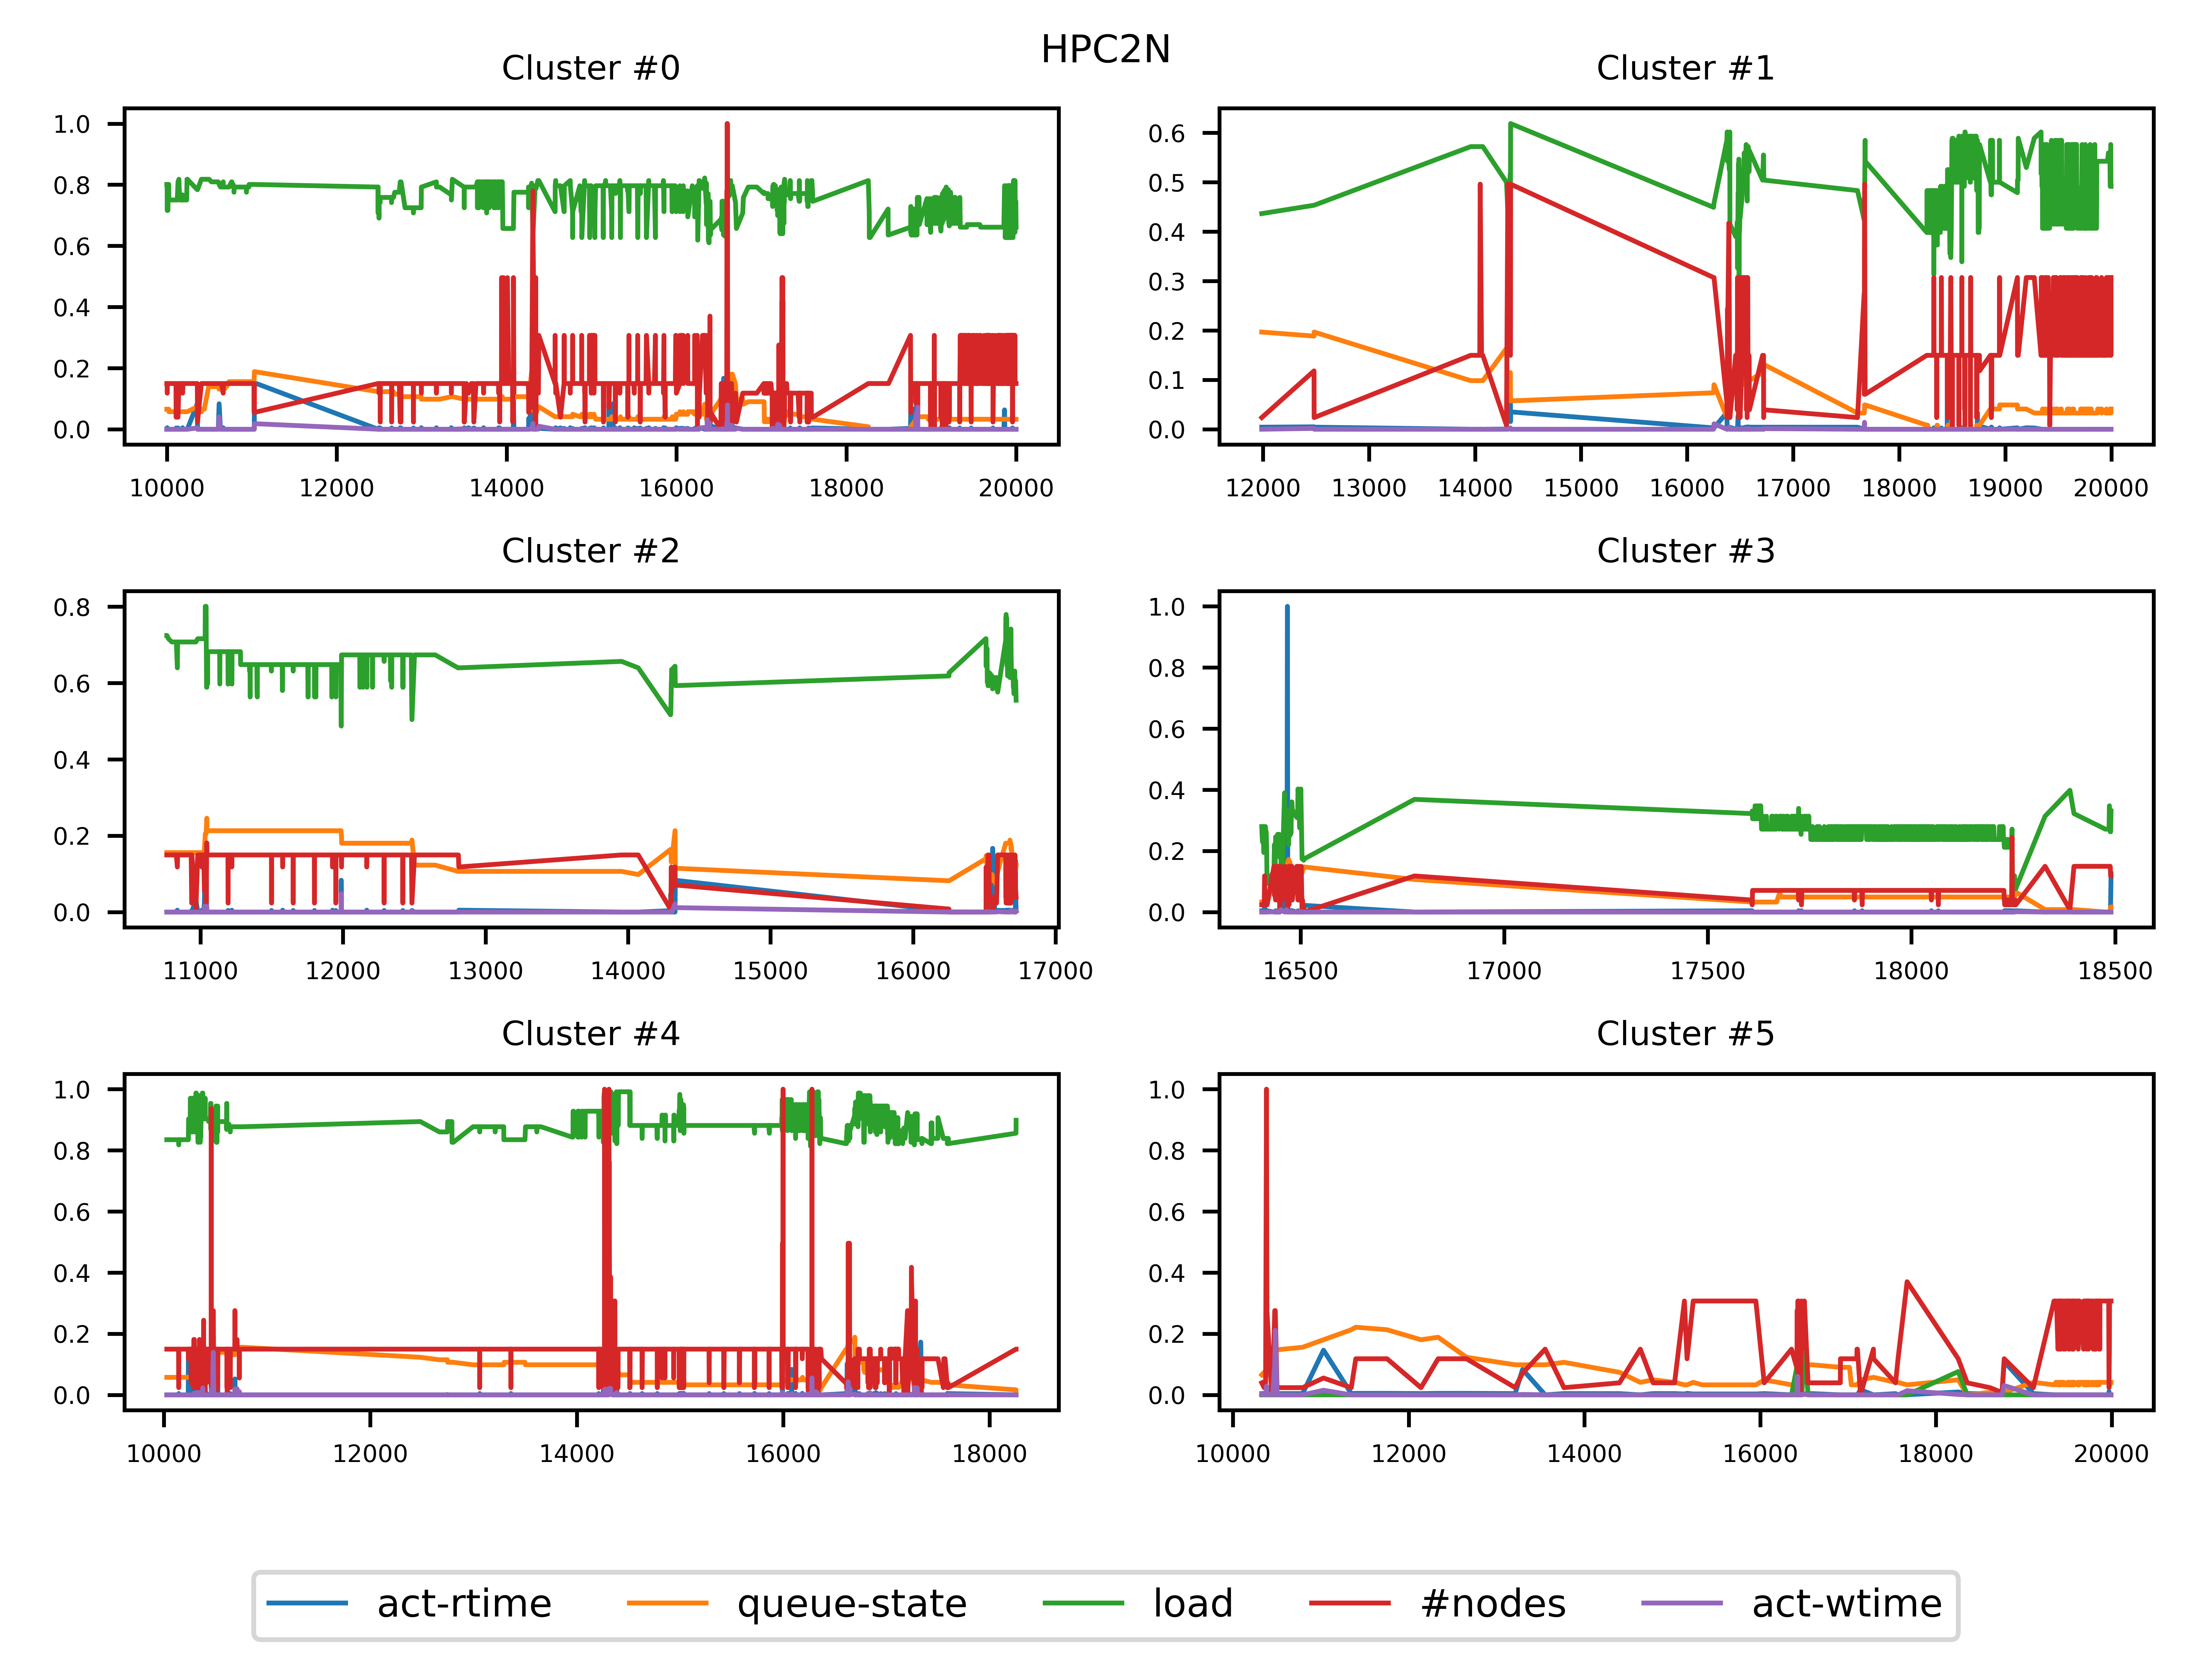 HPC2N
Cluster #0
Cluster #1
1.0
0.8
0.6
0.4
0.2
0.0
10000 12000 14000 16000 18000 20000
0.6
0.5
0.4
0.3
0.2
0.1
0.0
12000 13000 14000 15000 16000 17000 18000 19000 20000
Cluster #2
Cluster #3
0.8
0.6
0.4
0.2
0.0
11000 12000 13000 14000 15000 16000 17000
1.0
0.8
0.6
0.4
0.2
0.0
16500 17000 17500 18000 18500
Cluster #4
Cluster #5
1.0
0.8
0.6
0.4
0.2
0.0
10000 12000 14000 16000 18000
1.0
0.8
0.6
0.4
0.2
0.0
10000 12000 14000 16000 18000 20000
act-rtime queue-state load #nodes act-wtime